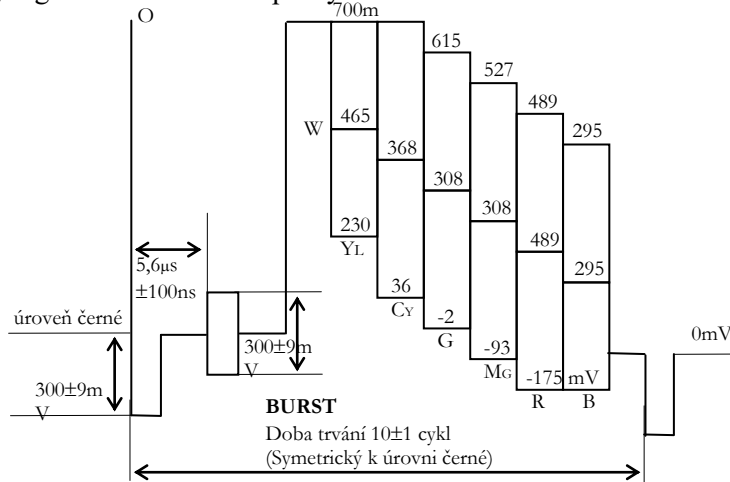 O
700m
615
527
489
465
295
W
368
308
308
230
489
YL
295
5,6µs
±100ns
36
CY
úroveň černé
-2
G
0mV
300±9m
V
-93
MG
300±9m
V
-175 mV
R
B
BURST
Doba trvání 10±1 cykl
(Symetrický k úrovni černé)